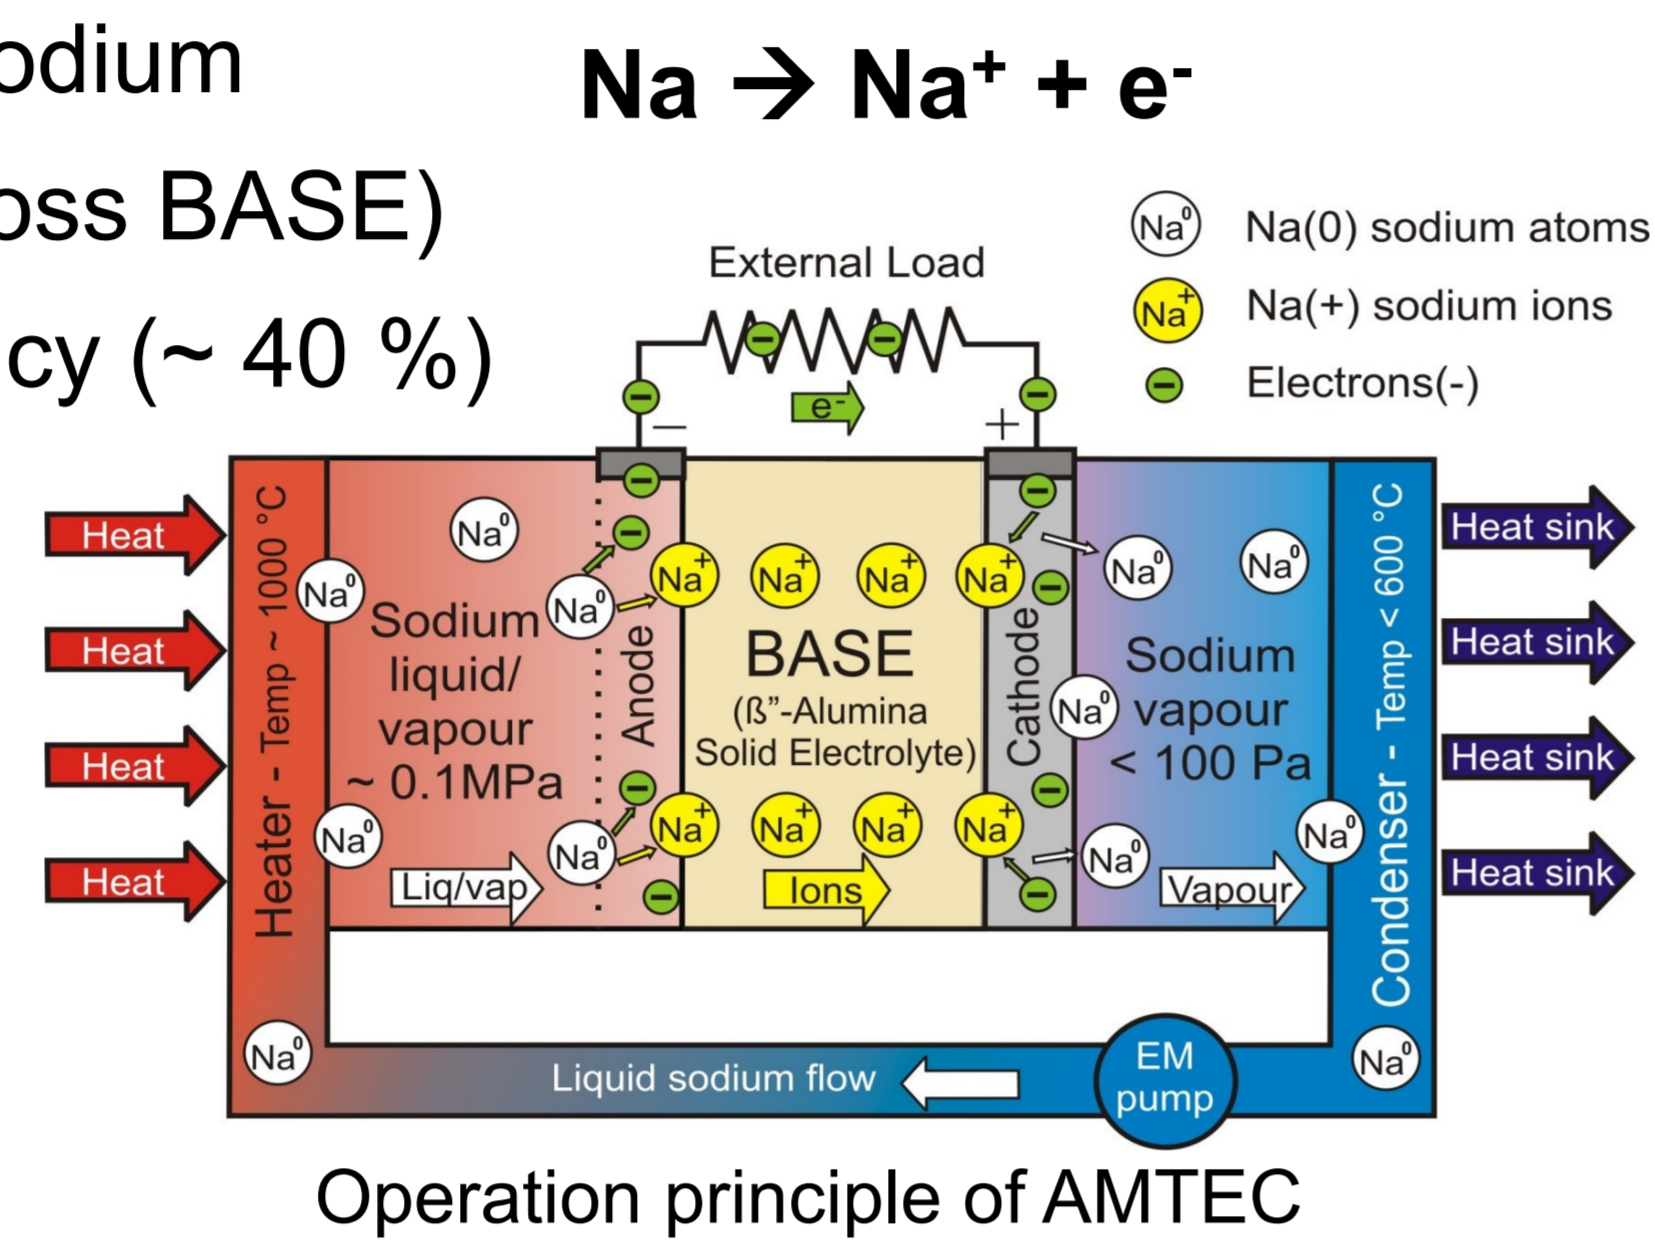 odium
Na → Na⁺ + e⁻
oss BASE)
cy (~ 40 %)
Na⁰ Na(0) sodium atoms
Na⁺ Na(+) sodium ions
− Electrons(-)
External Load
− −
− e⁻ −
− +
Heat
Heat
Heat
Heat
Heater - Temp ~ 1000 °C
Na⁰
Na⁰
Na⁰
Na⁰
Na⁰
Na⁰
Sodium
liquid/
vapour
~ 0.1MPa
Liq/vap
−
−
−
−
Anode
Na⁺ Na⁺ Na⁺ Na⁺
BASE
(ß”-Alumina
Solid Electrolyte)
Na⁺ Na⁺ Na⁺ Na⁺
Ions
−
−
−
−
Cathode
Na⁰ Na⁰
Na⁰
Sodium
vapour
< 100 Pa
Na⁰ Na⁰
Vapour
Condenser - Temp < 600 °C
Na⁰
Heat sink
Heat sink
Heat sink
Heat sink
Liquid sodium flow
EM
pump
Operation principle of AMTEC